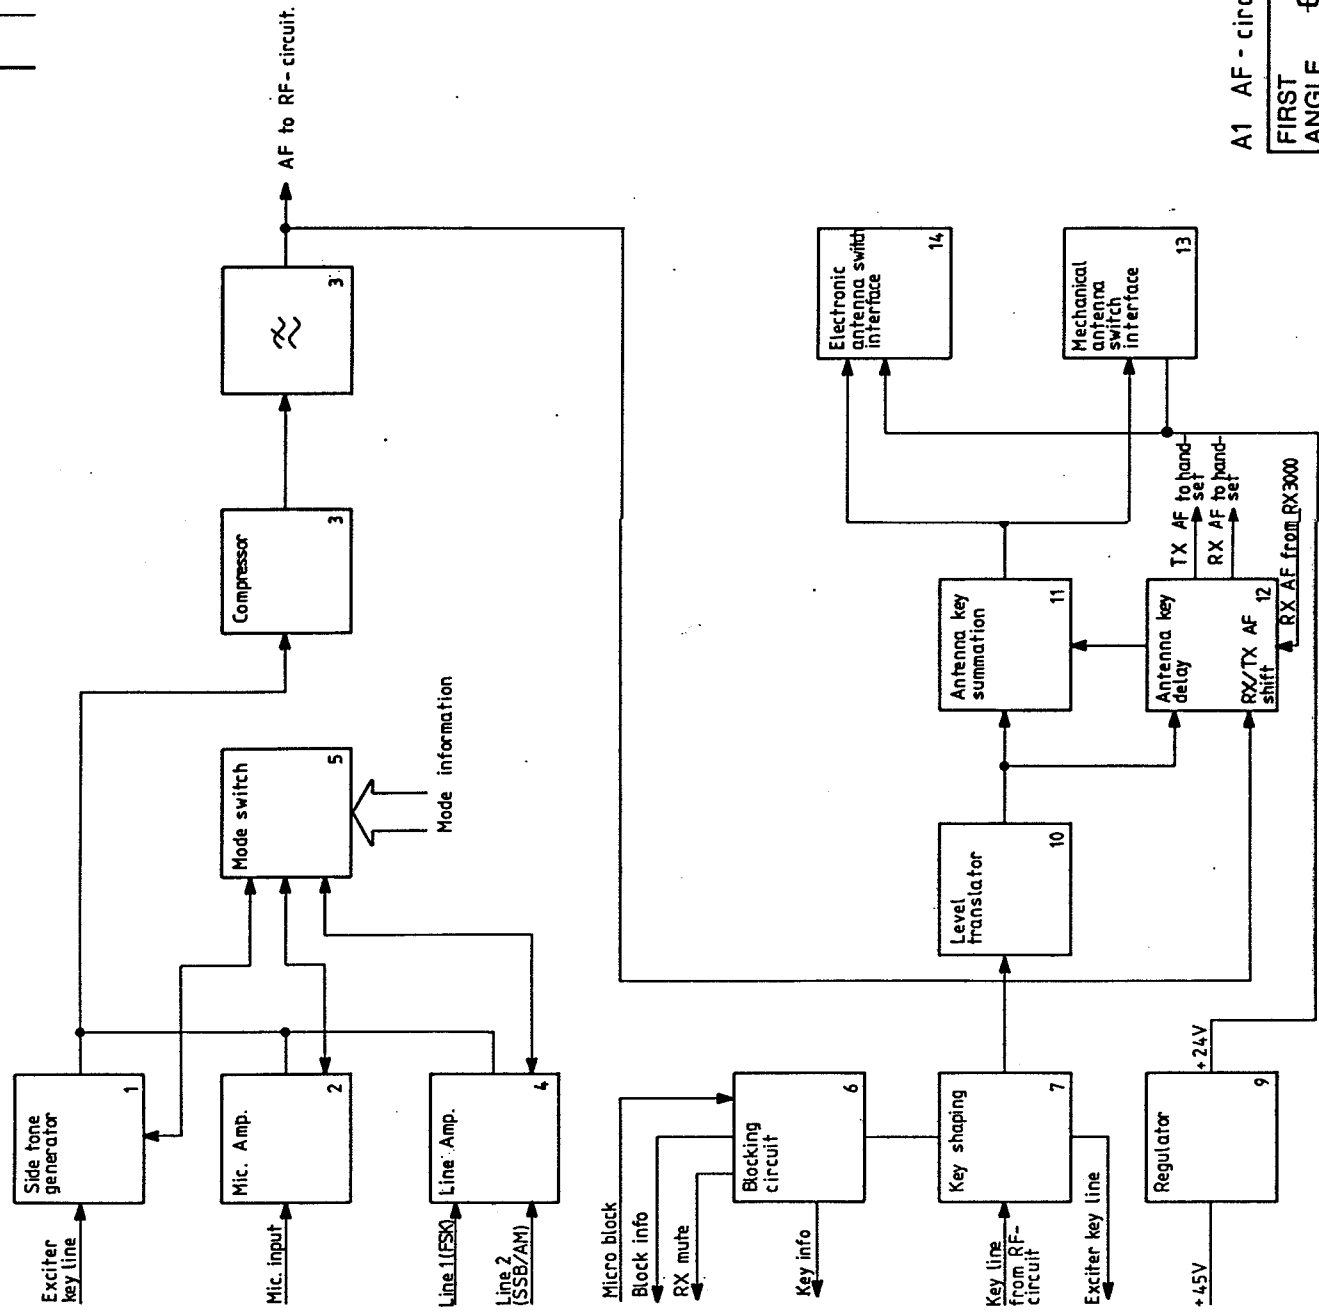 Exciter
key line
Side tone
generator
1
Mic. input
Mic. Amp.
2
Line 1 (FSK)
Line 2
(SSB/AM)
Line Amp.
4
Mode switch
5
Mode information
Compressor
3
3
AF to RF-circuit.
Micro block
Block info
RX mute
Key info
Blocking
circuit
6
Key line
from RF-
circuit
Exciter key line
Key shaping
7
+45V
Regulator
9
+24V
Level
translator
10
Antenna key
summation
11
Antenna key
delay
RX/TX AF
shift
12
TX AF to hand-
set
RX AF to hand-
set
RX AF from RX3000
Electronic
antenna switch
interface
14
Mechanical
antenna
switch
interface
13
A1 AF - circ
FIRST
ANGLE